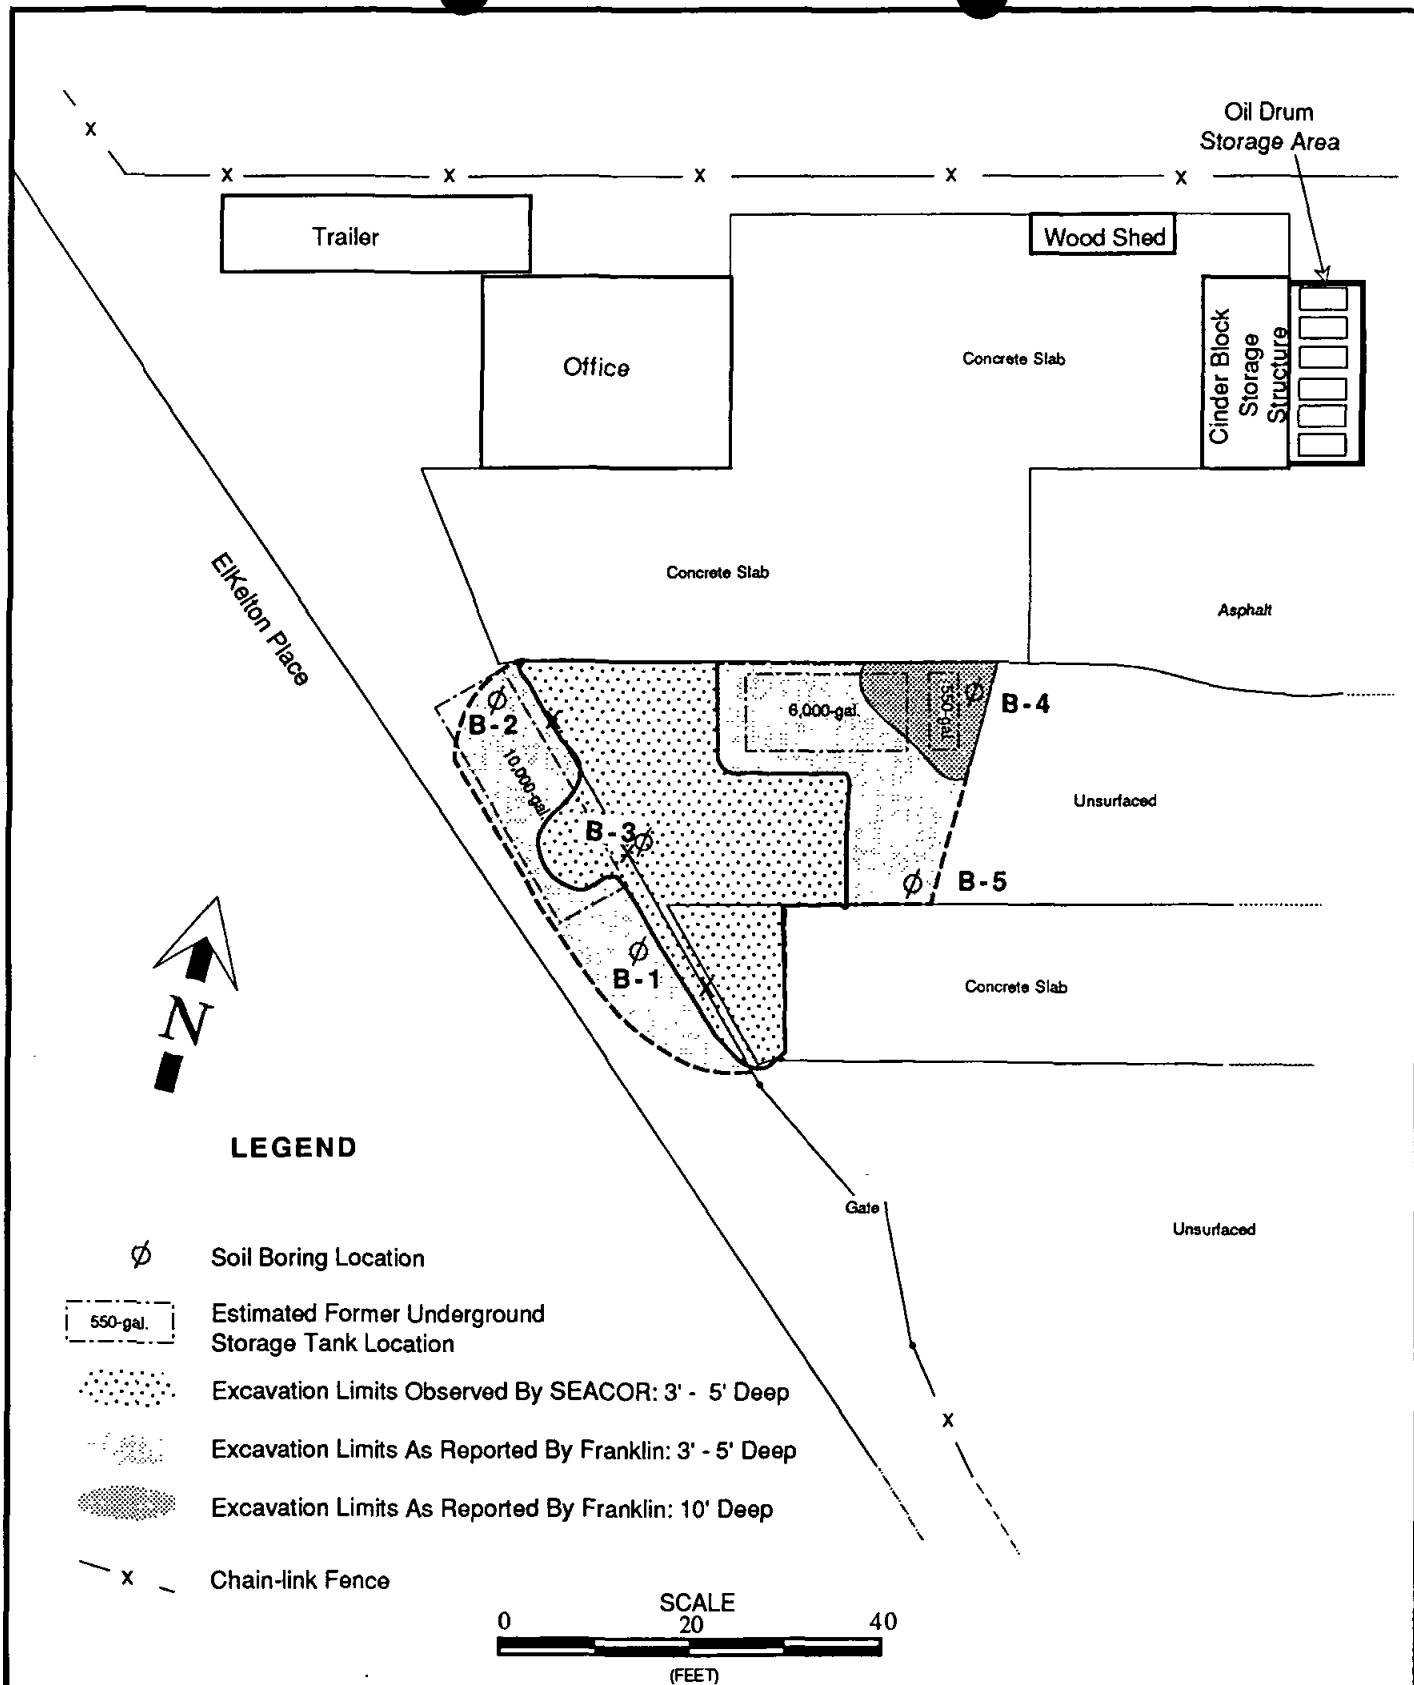 Oil Drum
Storage Area
x
x
x
x
x
x
Trailer
Wood Shed
Office
Concrete Slab
Cinder Block
Storage
Structure
ElKelton Place
Concrete Slab
Asphalt
B-2
10,000-gal.
6,000-gal.
550-gal.
B-4
x
Unsurfaced
B-3
x
B-5
B-1
x
Concrete Slab
N
LEGEND
Gate
Unsurfaced
Soil Boring Location
550-gal.
Estimated Former Underground
Storage Tank Location
Excavation Limits Observed By SEACOR: 3' - 5' Deep
x
Excavation Limits As Reported By Franklin: 3' - 5' Deep
Excavation Limits As Reported By Franklin: 10' Deep
x
Chain-link Fence
SCALE
0 20 40
(FEET)